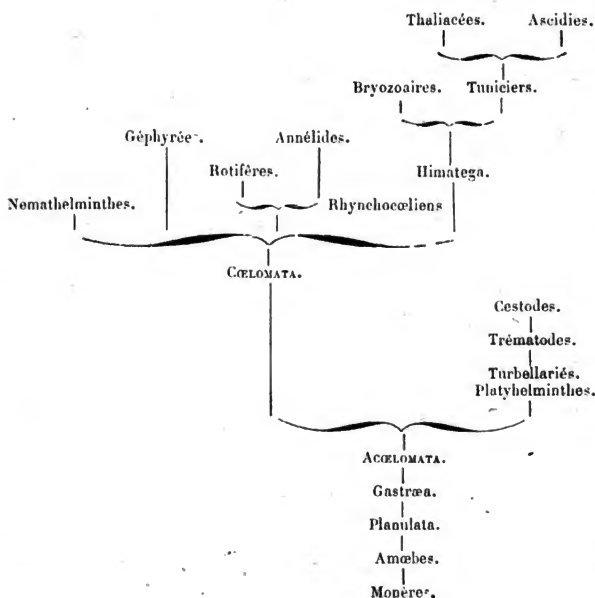 Thaliacées. Ascidies.
Bryozoaires. Tuniciers.
Géphyrée-. Annélides.
Rotifères. Himatega.
Nemathelminthes. Rhynchocœliens
CŒLOMATA.
Cestodes.
Trématodes.
Turbellariés.
Platyhelminthes.
ACŒLOMATA.
Gastræa.
Planulata.
Amœbes.
Monères.